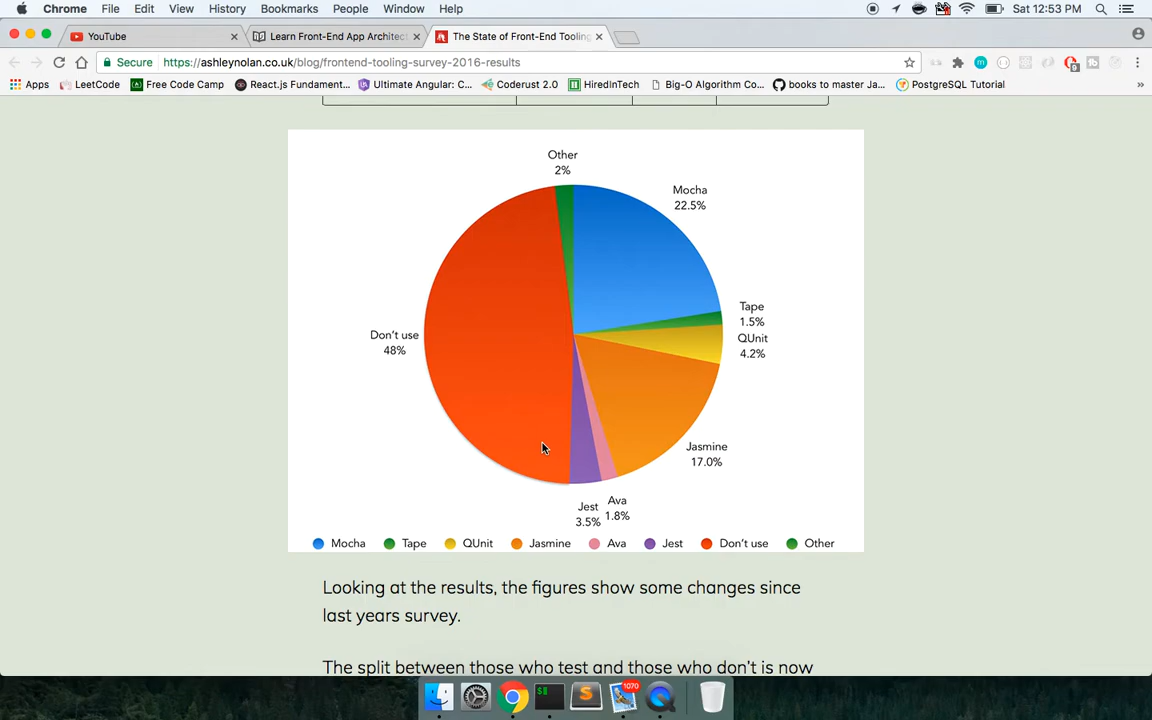 Chrome File Edit View History Bookmarks People Window Help Sat 12:53 PM
YouTube Learn Front-End App Architect The State of Front-End Tooling
Secure https://ashleynolan.co.uk/blog/frontend-tooling-survey-2016-results
Apps LeetCode Free Code Camp React.js Fundament... Ultimate Angular: C... Coderust 2.0 HiredInTech Big-O Algorithm Co... books to master Ja... PostgreSQL Tutorial »
Other
2%
Mocha
22.5%
Tape
1.5%
QUnit
4.2%
Don't use
48%
Jasmine
17.0%
Ava
1.8%
Jest
3.5%
Mocha Tape QUnit Jasmine Ava Jest Don't use Other
Looking at the results, the figures show some changes since
last years survey.
The split between those who test and those who don't is now
1070